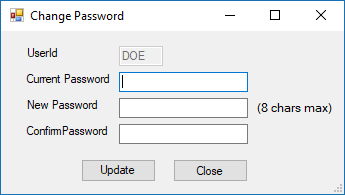 Change Password
UserId DOE
Current Password
New Password (8 chars max)
ConfirmPassword
Update Close